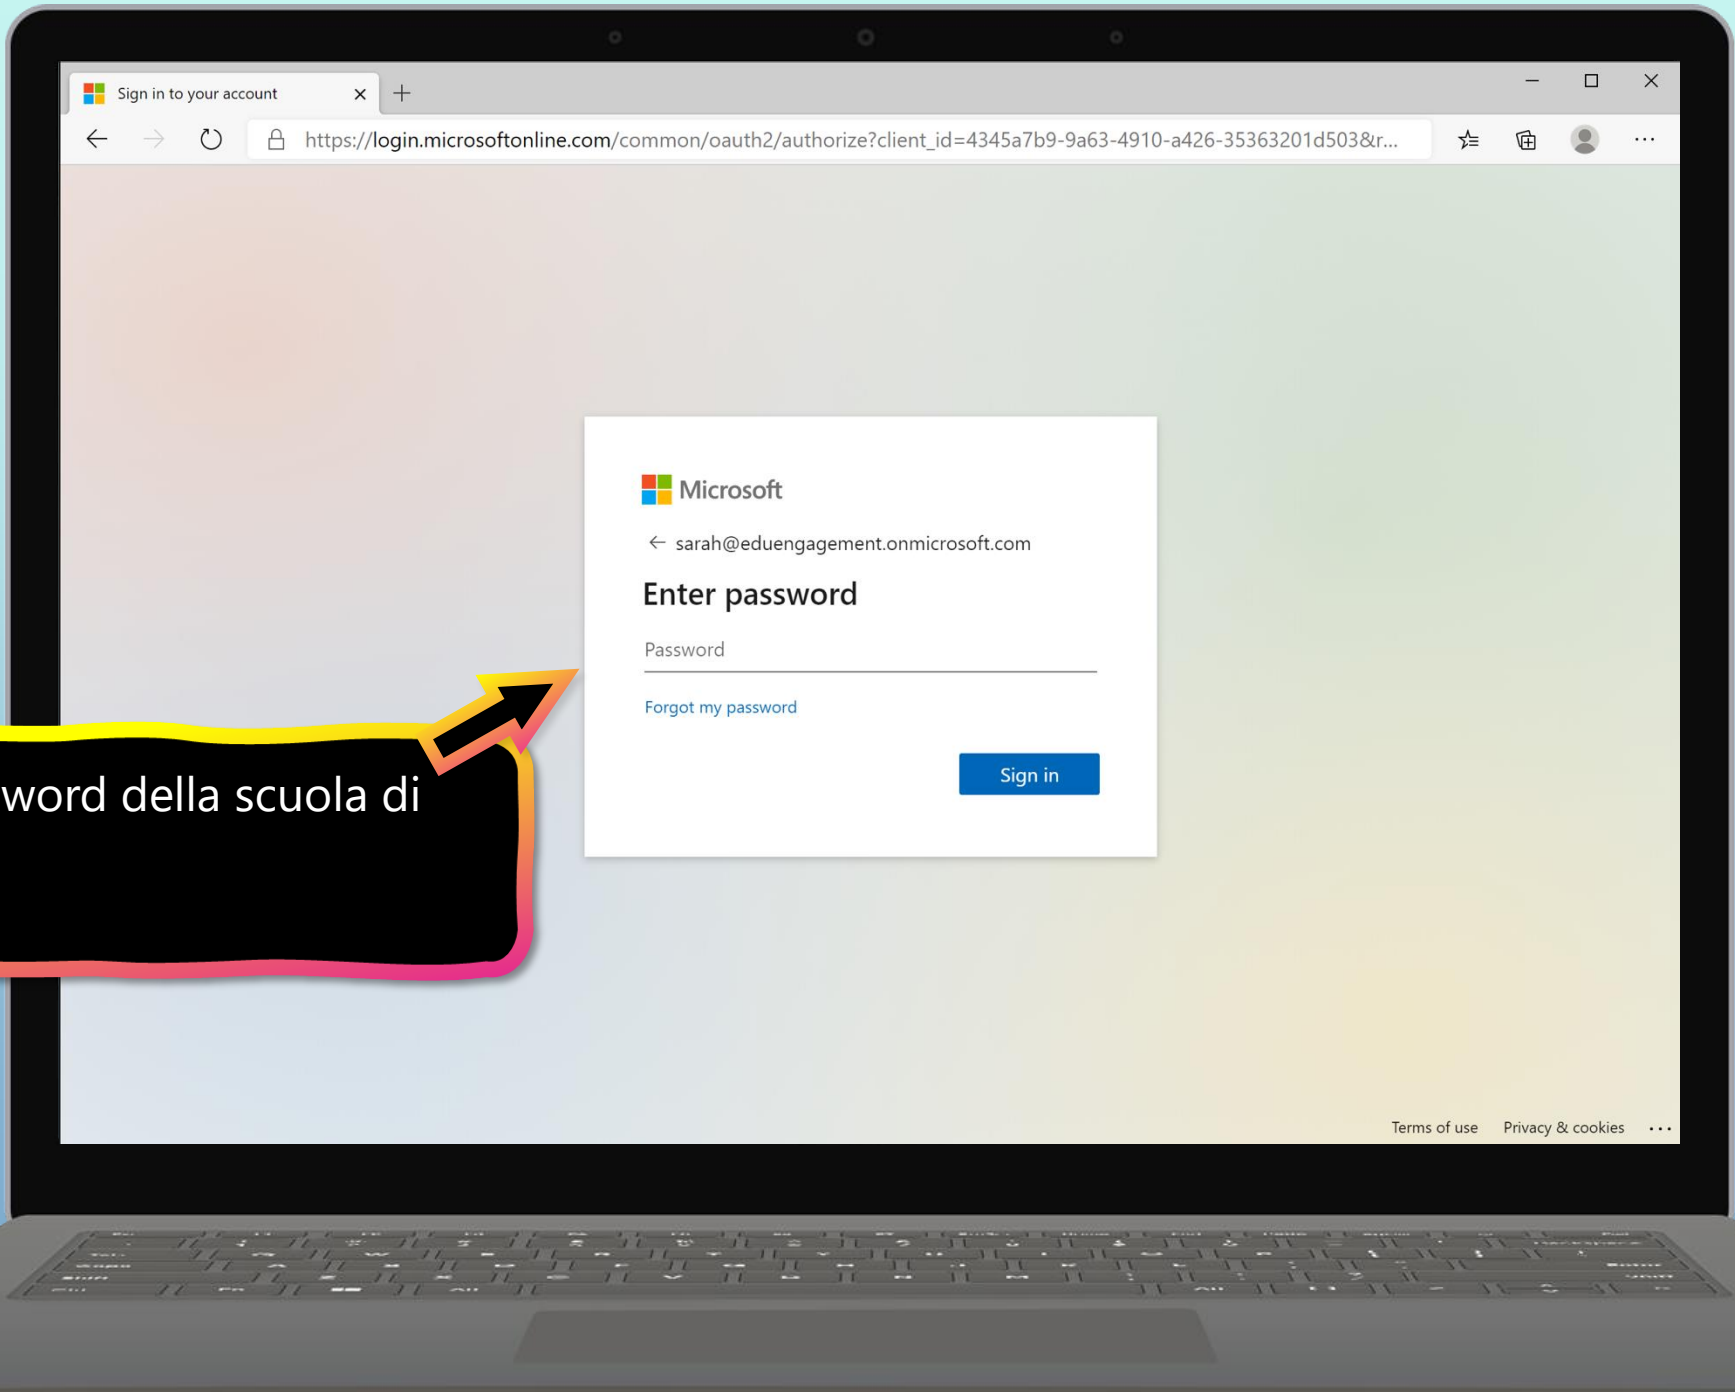 Sign in to your account
https://login.microsoftonline.com/common/oauth2/authorize?client_id=4345a7b9-9a63-4910-a426-35363201d503&r...
Microsoft
← sarah@eduengagement.onmicrosoft.com
Enter password
Password
Forgot my password
Sign in
word della scuola di
Terms of use Privacy & cookies ...